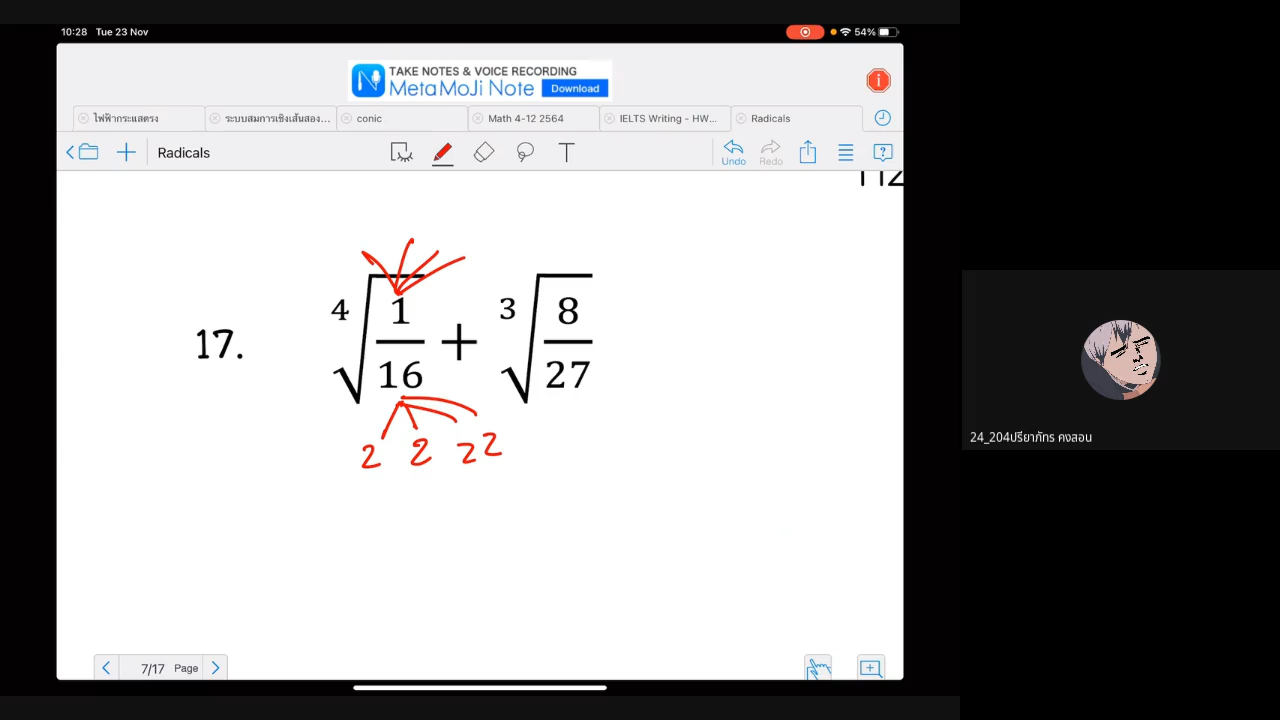 10:28 Tue 23 Nov 54%
TAKE NOTES & VOICE RECORDING
MetaMoJi Note Download
ไฟฟ้ากระแสตรง ระบบสมการเชิงเส้นสอง... conic Math 4-12 2564 IELTS Writing - HW... Radicals
Radicals T Undo Redo
112
17. ∜(1/16) + ∛(8/27)
2 2 2 2
24_204ปรียาภัทร คงสอน
7/17 Page